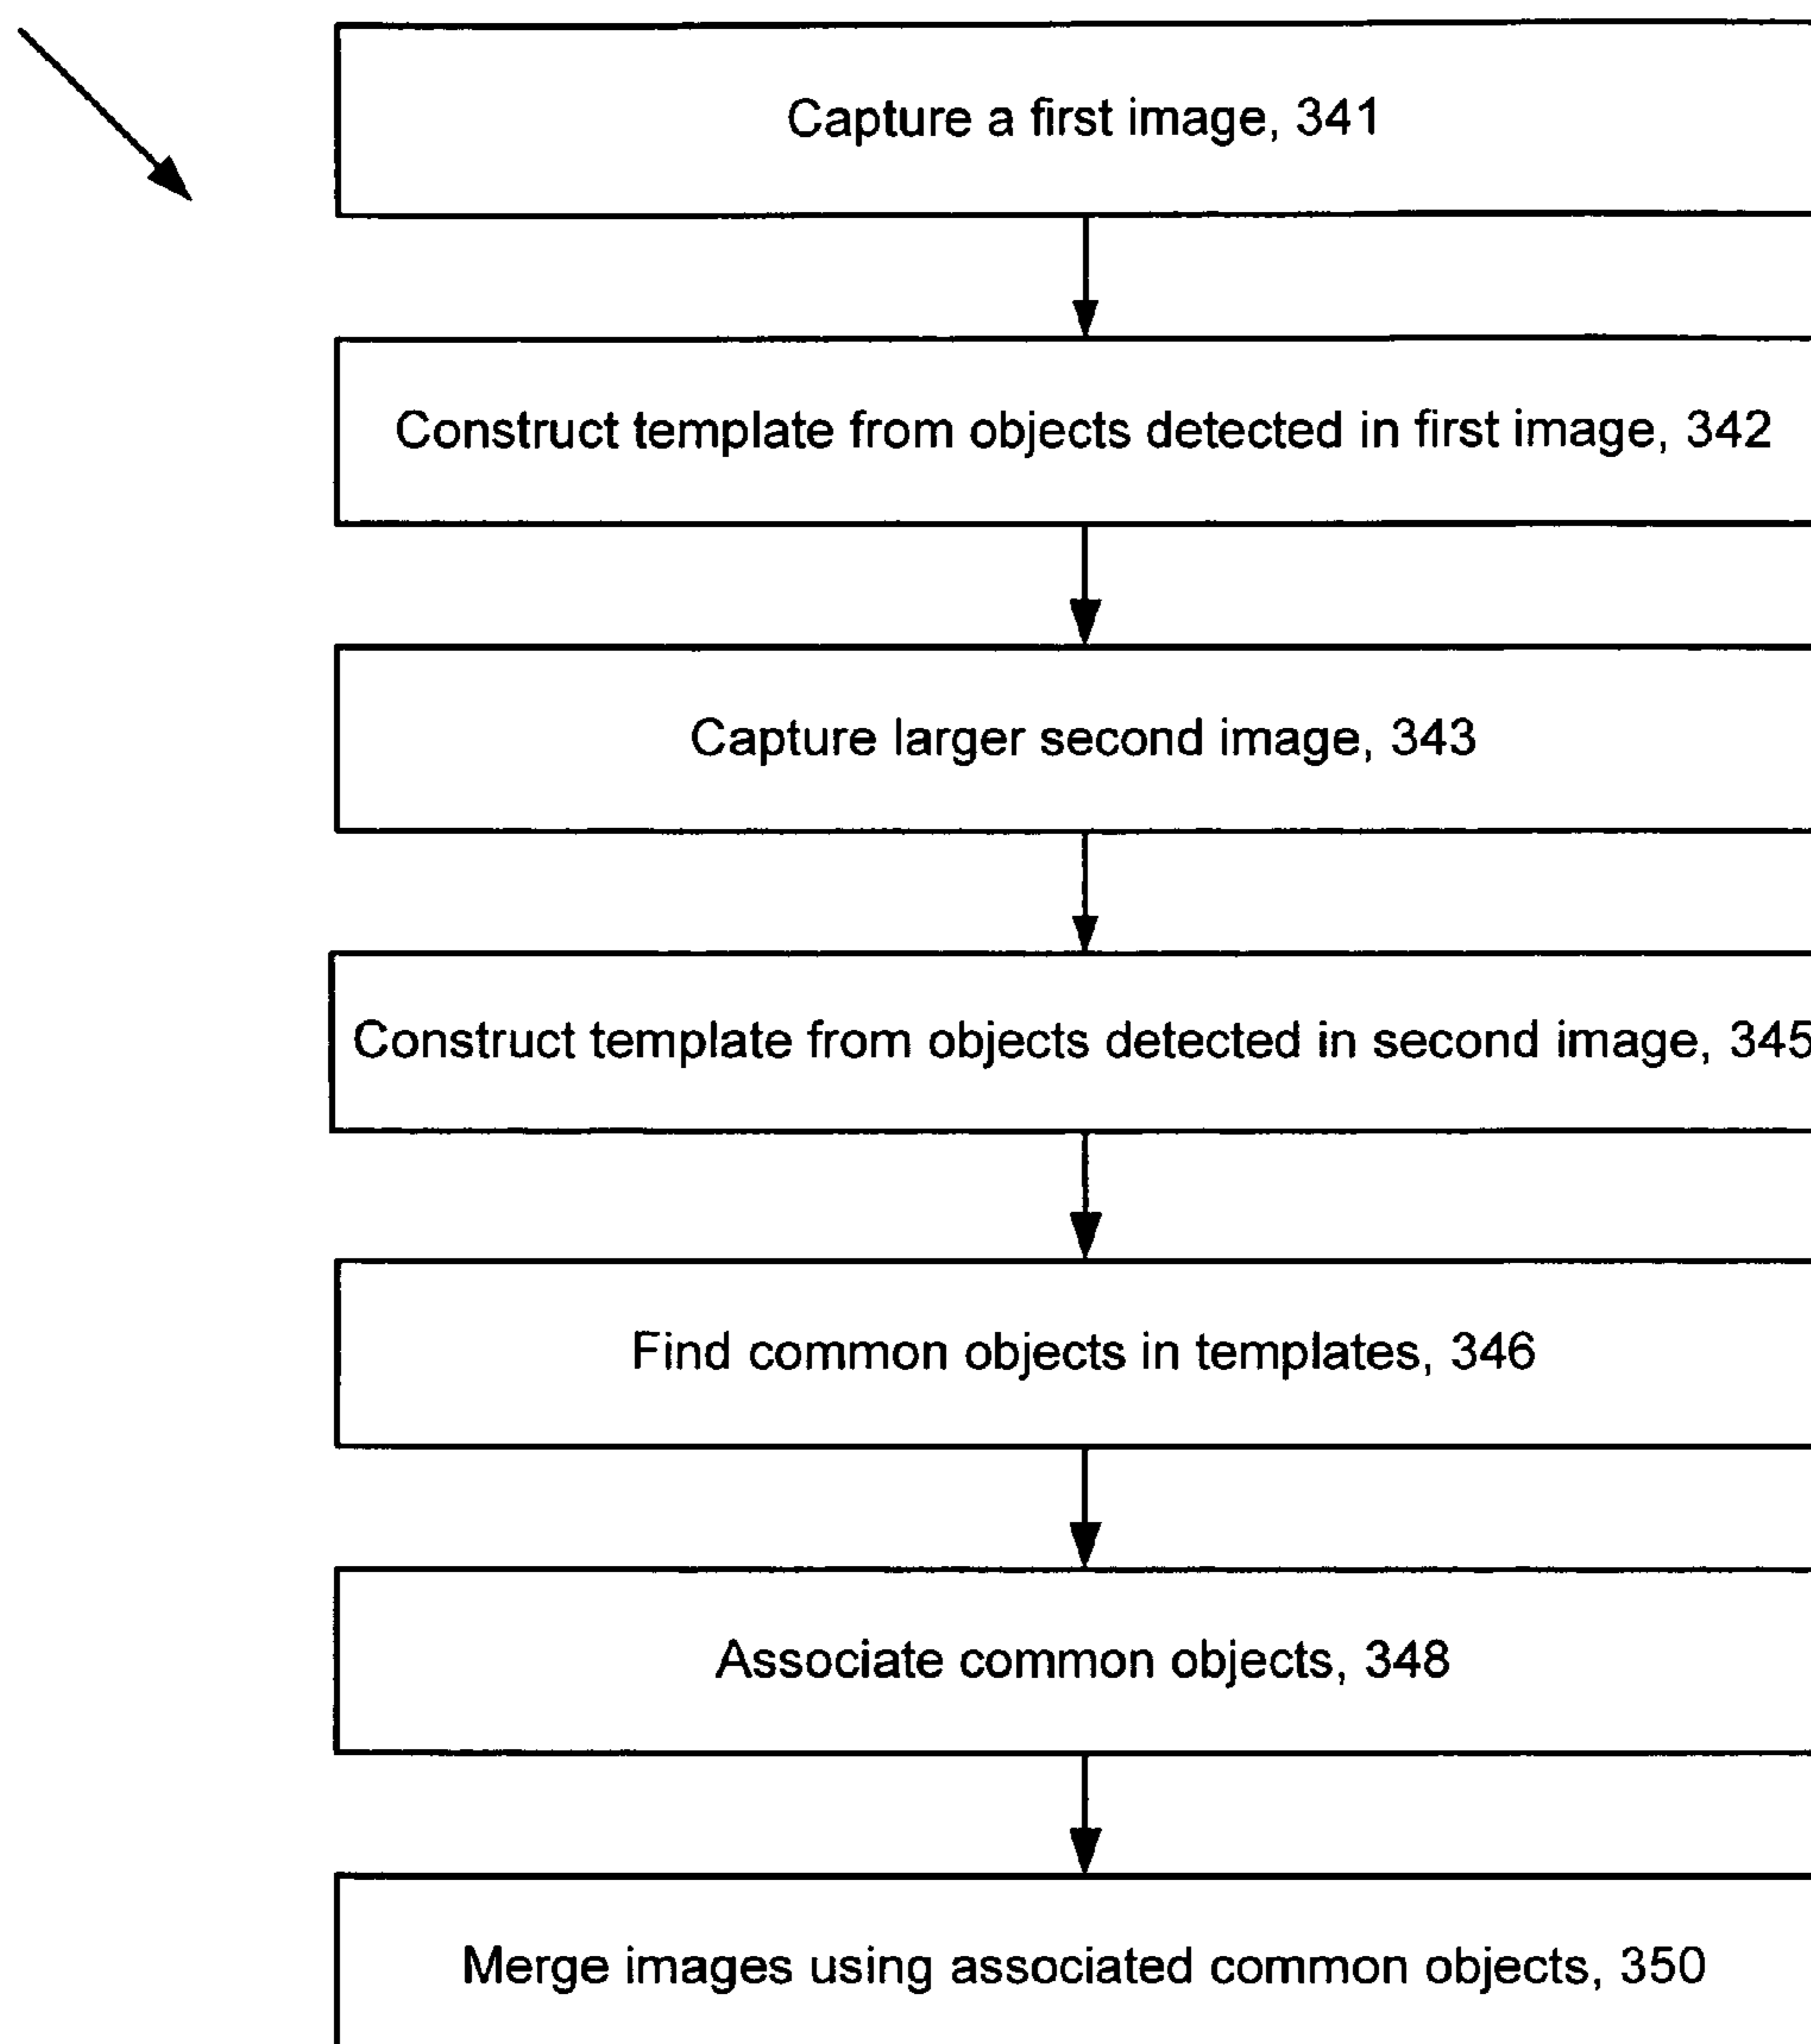 Capture a first image, 341
Construct template from objects detected in first image, 342
Capture larger second image, 343
Construct template from objects detected in second image, 345
Find common objects in templates, 346
Associate common objects, 348
Merge images using associated common objects, 350